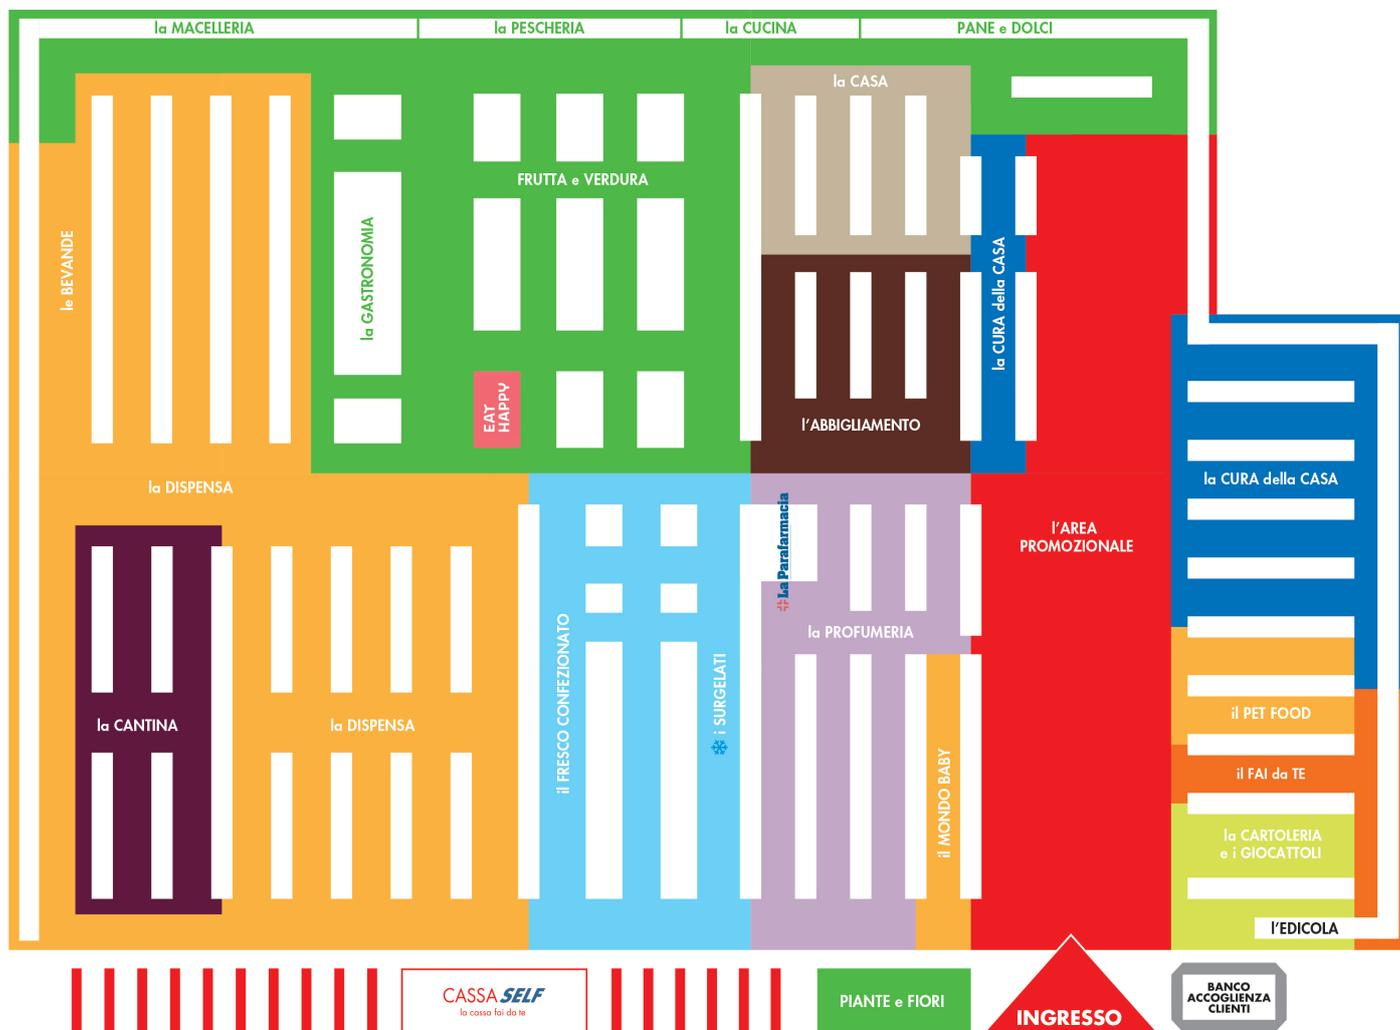 la MACELLERIA
la PESCHERIA
la CUCINA
PANE e DOLCI
la CASA
FRUTTA e VERDURA
le BEVANDE
la GASTRONOMIA
la CURA della CASA
EAT
HAPPY
l'ABBIGLIAMENTO
la CURA della CASA
la DISPENSA
La Parafarmacia
l'AREA
PROMOZIONALE
la PROFUMERIA
il FRESCO CONFEZIONATO
i SURGELATI
la CANTINA
la DISPENSA
il MONDO BABY
il PET FOOD
il FAI da TE
la CARTOLERIA
e i GIOCATTOLI
l'EDICOLA
CASSA SELF
la cassa fai da te
PIANTE e FIORI
INGRESSO
BANCO
ACCOGLIENZA
CLIENTI